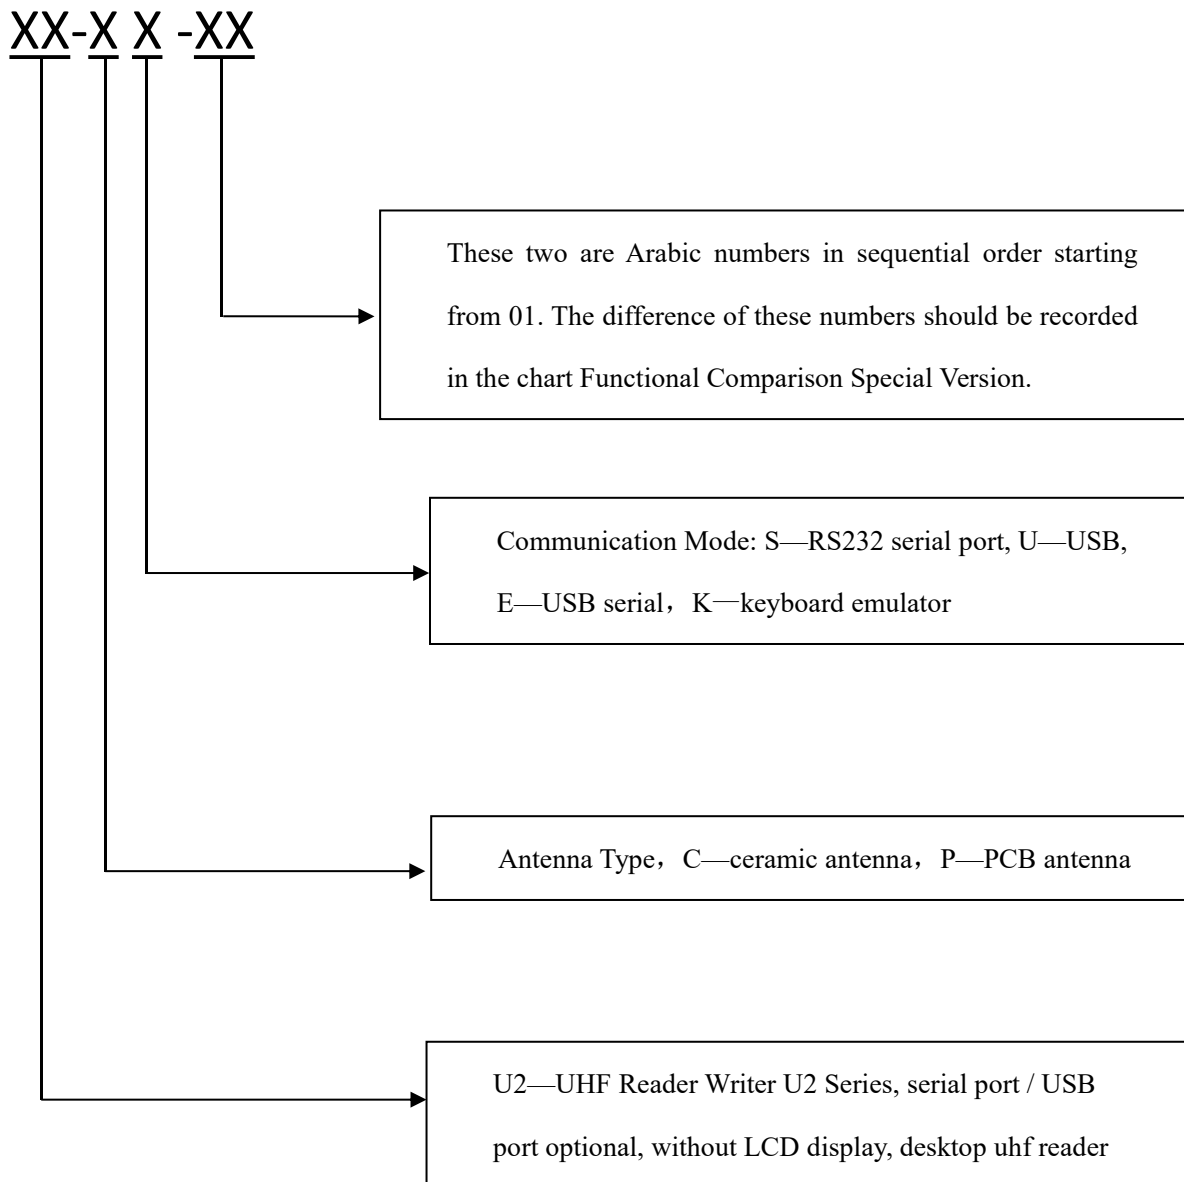 XX-X X -XX
These two are Arabic numbers in sequential order starting
from 01. The difference of these numbers should be recorded
in the chart Functional Comparison Special Version.
Communication Mode: S—RS232 serial port, U—USB,
E—USB serial，K—keyboard emulator
Antenna Type，C—ceramic antenna，P—PCB antenna
U2—UHF Reader Writer U2 Series, serial port / USB
port optional, without LCD display, desktop uhf reader